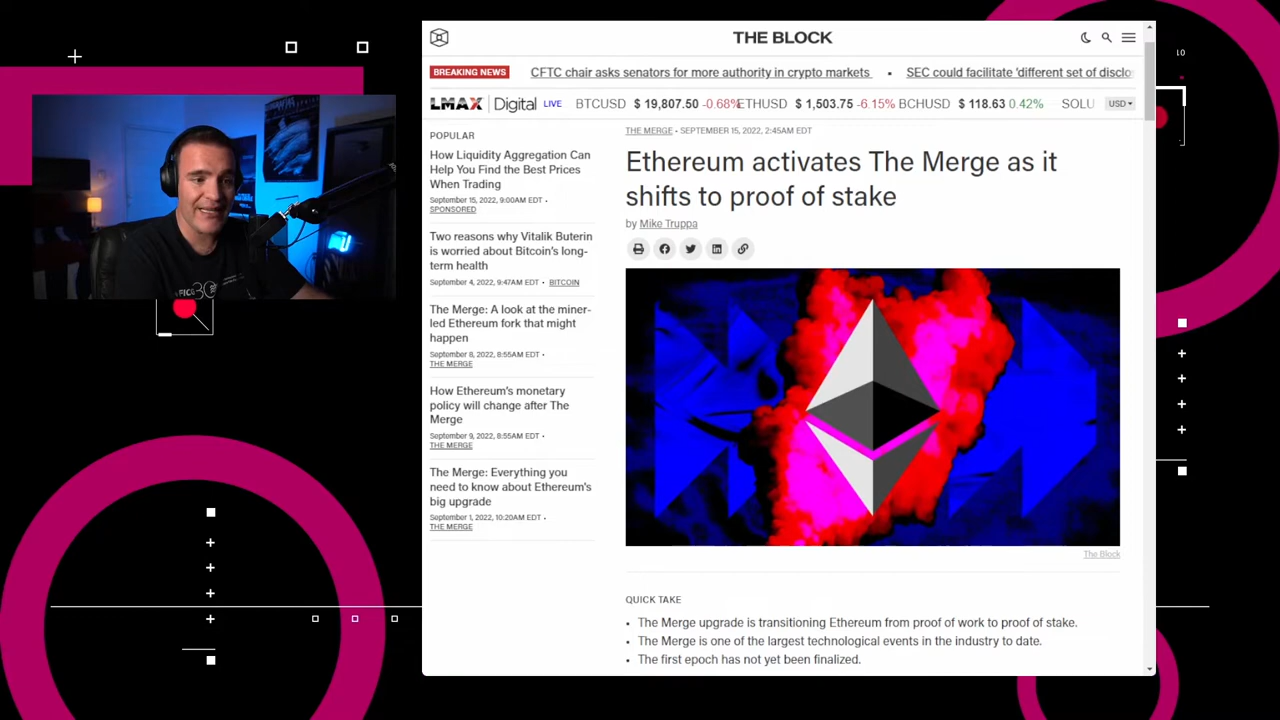 THE BLOCK
BREAKING NEWS CFTC chair asks senators for more authority in crypto markets • SEC could facilitate 'different set of disclo
LMAX Digital LIVE BTCUSD $ 19,807.50 -0.68% ETHUSD $ 1,503.75 -6.15% BCHUSD $ 118.63 0.42% SOLU USD
POPULAR
How Liquidity Aggregation Can
Help You Find the Best Prices
When Trading
September 15, 2022, 9:00AM EDT •
SPONSORED
Two reasons why Vitalik Buterin
is worried about Bitcoin's long-
term health
September 4, 2022, 9:47AM EDT • BITCOIN
The Merge: A look at the miner-
led Ethereum fork that might
happen
September 8, 2022, 8:55AM EDT •
THE MERGE
How Ethereum's monetary
policy will change after The
Merge
September 9, 2022, 8:55AM EDT •
THE MERGE
The Merge: Everything you
need to know about Ethereum's
big upgrade
September 1, 2022, 10:20AM EDT •
THE MERGE
THE MERGE • SEPTEMBER 15, 2022, 2:45AM EDT
Ethereum activates The Merge as it
shifts to proof of stake
by Mike Truppa
The Block
QUICK TAKE
• The Merge upgrade is transitioning Ethereum from proof of work to proof of stake.
• The Merge is one of the largest technological events in the industry to date.
• The first epoch has not yet been finalized.